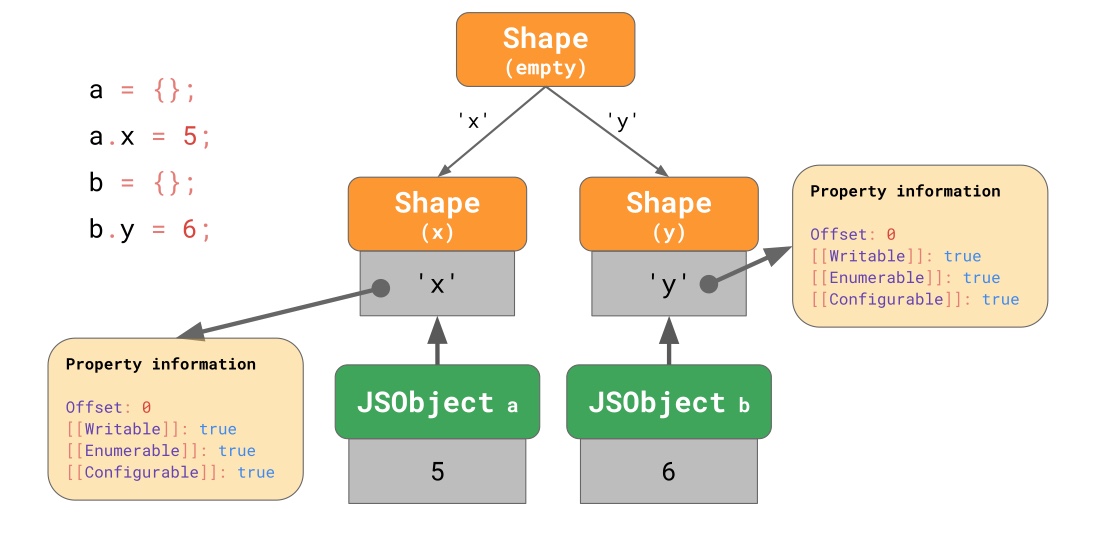 a = {};
a.x = 5;
b = {};
b.y = 6;
Shape
(empty)
'x'
'y'
Shape
(x)
'x'
Shape
(y)
'y'
Property information
Offset: 0
[[Writable]]: true
[[Enumerable]]: true
[[Configurable]]: true
Property information
Offset: 0
[[Writable]]: true
[[Enumerable]]: true
[[Configurable]]: true
JSObject a
5
JSObject b
6